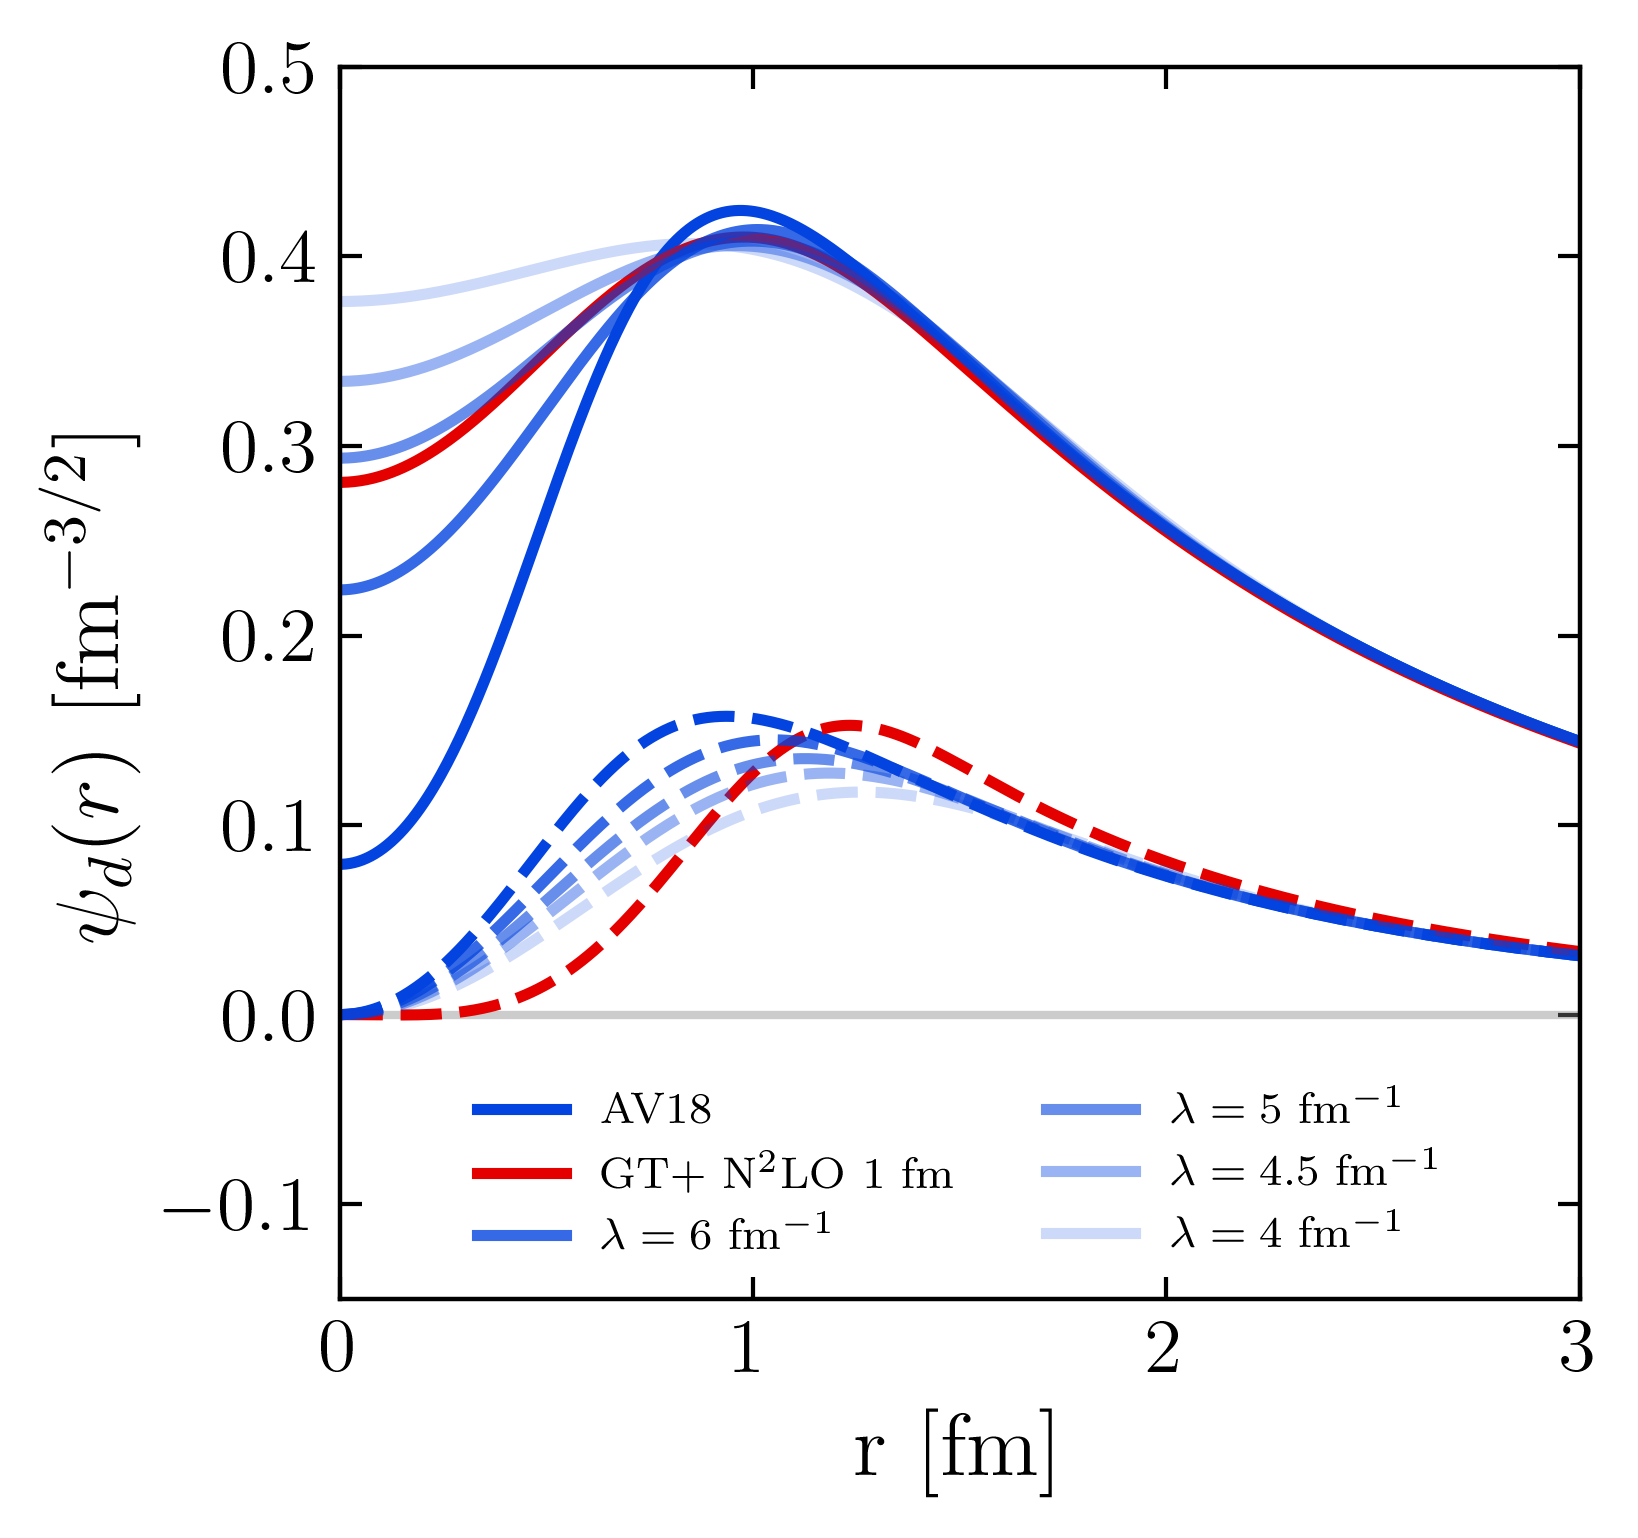 0.5
0.4
0.3
0.2
0.1
0.0
−0.1
ψ_d(r) [fm^{−3/2}]
AV18
GT+ N²LO 1 fm
λ = 6 fm⁻¹
λ = 5 fm⁻¹
λ = 4.5 fm⁻¹
λ = 4 fm⁻¹
0 1 2 3
r [fm]